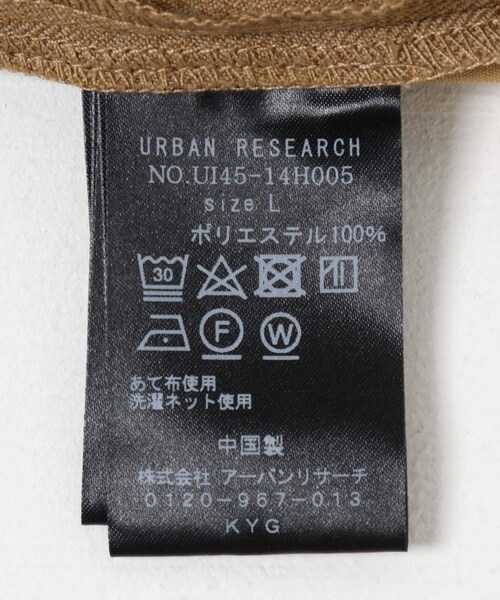 URBAN RESEARCH
NO.UI45-14H005
size L
ポリエステル100%
30
F W
あて布使用
洗濯ネット使用
中国製
株式会社 アーバンリサーチ
0120-967-013
KYG